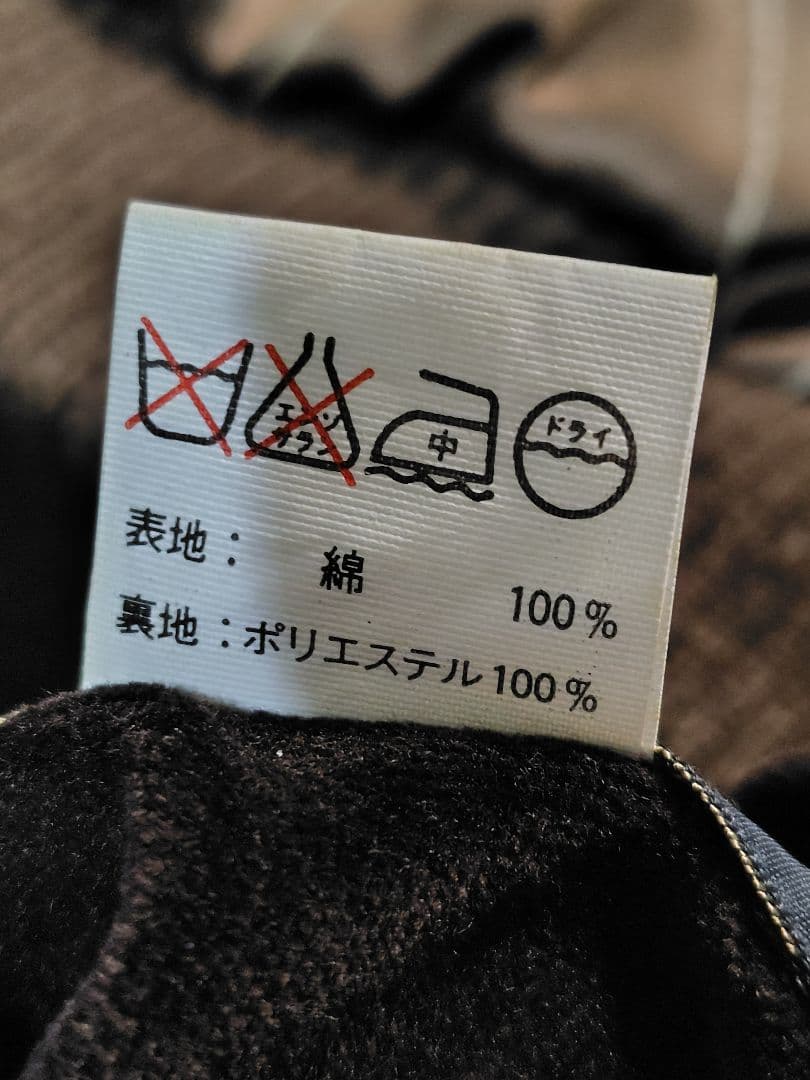 エンソ
サラシ
中
ドライ
表地： 綿 100%
裏地：ポリエステル100%